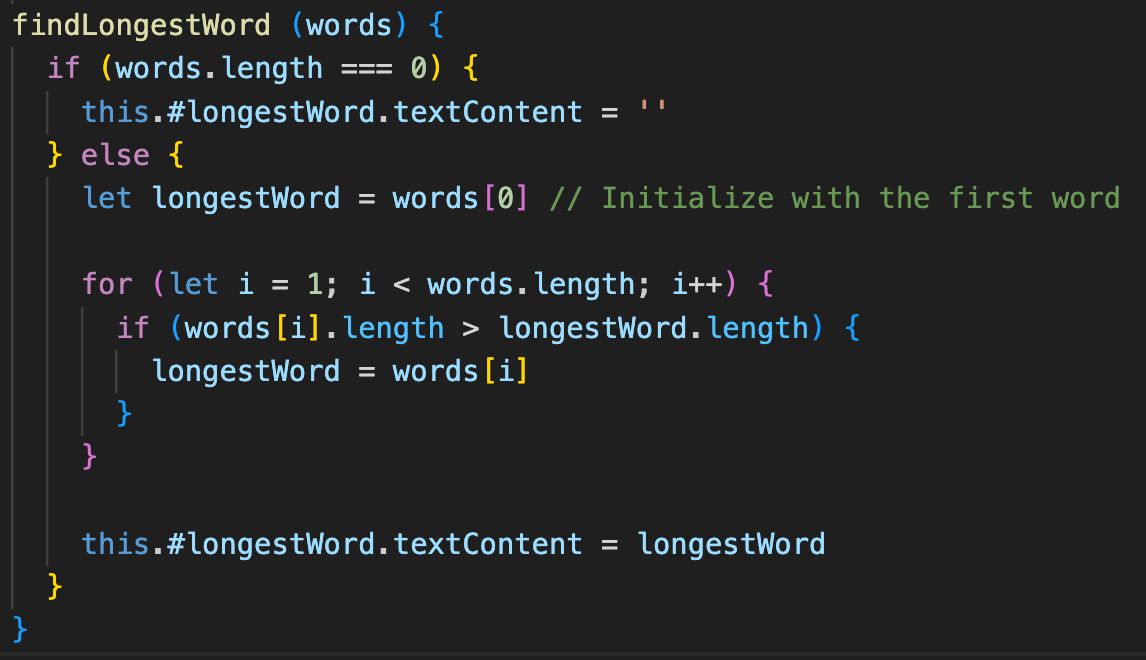 findLongestWord (words) {
if (words.length === 0) {
this.#longestWord.textContent = ''
} else {
let longestWord = words[0] // Initialize with the first word
for (let i = 1; i < words.length; i++) {
if (words[i].length > longestWord.length) {
longestWord = words[i]
}
}
this.#longestWord.textContent = longestWord
}
}